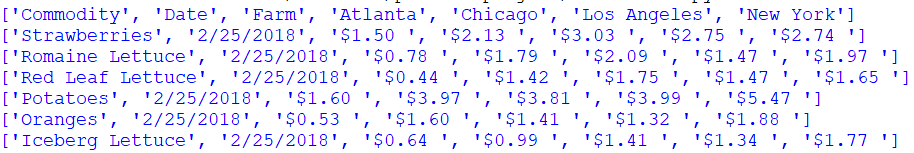 ['Commodity', 'Date', 'Farm', 'Atlanta', 'Chicago', 'Los Angeles', 'New York']
['Strawberries', '2/25/2018', '$1.50 ', '$2.13 ', '$3.03 ', '$2.75 ', '$2.74 ']
['Romaine Lettuce', '2/25/2018', '$0.78 ', '$1.79 ', '$2.09 ', '$1.47 ', '$1.97 ']
['Red Leaf Lettuce', '2/25/2018', '$0.44 ', '$1.42 ', '$1.75 ', '$1.47 ', '$1.65 ']
['Potatoes', '2/25/2018', '$1.60 ', '$3.97 ', '$3.81 ', '$3.99 ', '$5.47 ']
['Oranges', '2/25/2018', '$0.53 ', '$1.60 ', '$1.41 ', '$1.32 ', '$1.88 ']
['Iceberg Lettuce', '2/25/2018', '$0.64 ', '$0.99 ', '$1.41 ', '$1.34 ', '$1.77 ']